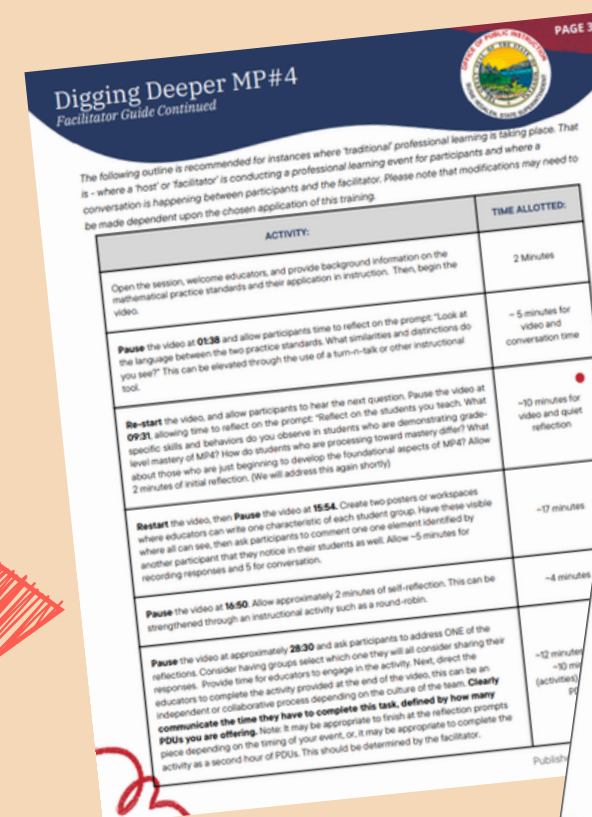 PAGE 3
Digging Deeper MP#4
Facilitator Guide Continued
OFFICE OF PUBLIC INSTRUCTION
The following outline is recommended for instances where 'traditional' professional learning is taking place. That
is - where a 'host' or 'facilitator' is conducting a professional learning event for participants and where a
conversation is happening between participants and the facilitator. Please note that modifications may need to
be made dependent upon the chosen application of this training.
ACTIVITY:
TIME ALLOTTED:
Open the session, welcome educators, and provide background information on the
mathematical practice standards and their application in instruction. Then, begin the
video.
2 Minutes
Pause the video at 01:38 and allow participants time to reflect on the prompt: "Look at
the language between the two practice standards. What similarities and distinctions do
you see?" This can be elevated through the use of a turn-n-talk or other instructional
tool.
~ 5 minutes for
video and
conversation time
Re-start the video, and allow participants to hear the next question. Pause the video at
09:31, allowing time to reflect on the prompt: "Reflect on the students you teach. What
specific skills and behaviors do you observe in students who are demonstrating grade-
level mastery of MP4? How do students who are processing toward mastery differ? What
about those who are just beginning to develop the foundational aspects of MP4? Allow
2 minutes of initial reflection. (We will address this again shortly)
~10 minutes for
video and quiet
reflection
Restart the video, then Pause the video at 15:54. Create two posters or workspaces
where educators can write one characteristic of each student group. Have these visible
where all can see, then ask participants to comment one one element identified by
another participant that they notice in their students as well. Allow ~5 minutes for
recording responses and 5 for conversation.
~17 minutes
Pause the video at 16:50. Allow approximately 2 minutes of self-reflection. This can be
strengthened through an instructional activity such as a round-robin.
~4 minutes
Pause the video at approximately 28:30 and ask participants to address ONE of the
reflections. Consider having groups select which one they will all consider sharing their
responses. Provide time for educators to engage in the activity. Next, direct the
educators to complete the activity provided at the end of the video, this can be an
independent or collaborative process depending on the culture of the team. Clearly
communicate the time they have to complete this task, defined by how many
PDUs you are offering. Note: It may be appropriate to finish at the reflection prompts
piece depending on the timing of your event, or, it may be appropriate to complete the
activity as a second hour of PDUs. This should be determined by the facilitator.
~12 minutes
~10 mi
(activities)
Publish